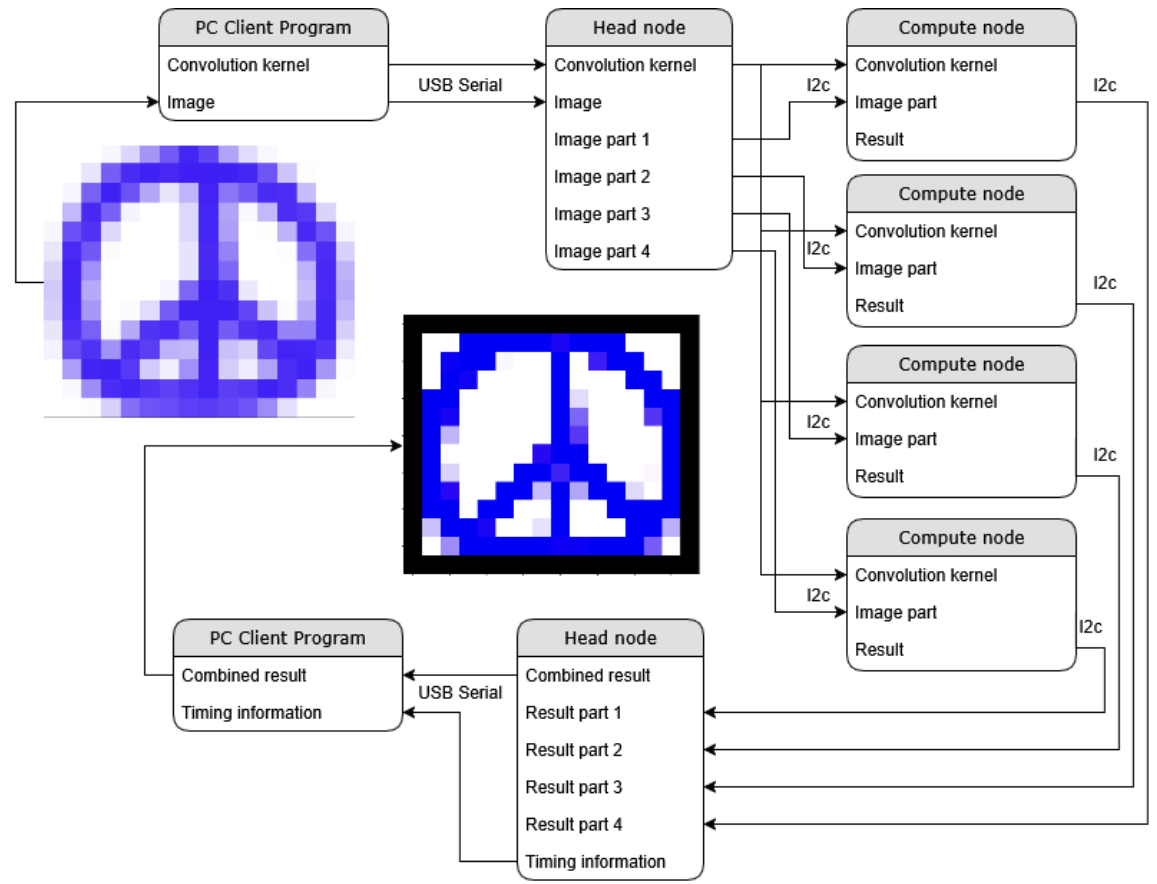 PC Client Program
Convolution kernel
Image
USB Serial
Head node
Convolution kernel
Image
Image part 1
Image part 2
Image part 3
Image part 4
I2c
Compute node
Convolution kernel
Image part
Result
I2c
I2c
Compute node
Convolution kernel
Image part
Result
I2c
I2c
Compute node
Convolution kernel
Image part
Result
I2c
I2c
Compute node
Convolution kernel
Image part
Result
I2c
PC Client Program
Combined result
Timing information
USB Serial
Head node
Combined result
Result part 1
Result part 2
Result part 3
Result part 4
Timing information